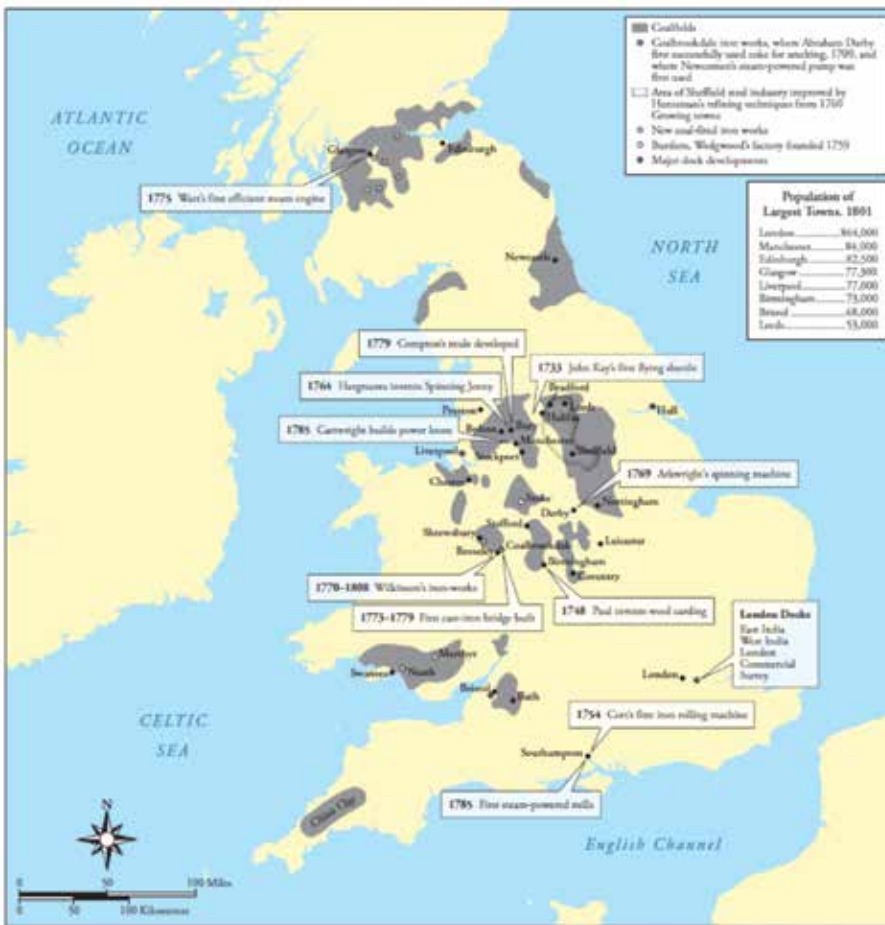 Coalfields
Coalbrookdale iron works, where Abraham Darby
first successfully used coke for smelting, 1709, and
where Newcomen's steam-powered pump was
first used
Area of Sheffield steel industry improved by
Huntsman's refining techniques from 1760
Growing towns
New coal-fired iron works
Burslem, Wedgwood's factory founded 1759
Major dock developments
ATLANTIC
OCEAN
Glasgow
Edinburgh
1775 Watt's first efficient steam engine
Population of
Largest Towns, 1801
London 864,000
Manchester 84,000
Edinburgh 82,500
Glasgow 77,300
Liverpool 77,000
Birmingham 73,000
Bristol 68,000
Leeds 53,000
NORTH
SEA
Newcastle
1779 Crompton's mule developed
1733 John Kay's first flying shuttle
1764 Hargreaves invents Spinning Jenny
Bradford
Leeds
Halifax
Hull
Preston
Bury
Bolton
1785 Cartwright builds power loom
Manchester
Liverpool
Stockport
Sheffield
1769 Arkwright's spinning machine
Chester
Stoke
Nottingham
Derby
Stafford
Shrewsbury
Coalbrookdale
Leicester
Broseley
Birmingham
Coventry
1770–1808 Wilkinson's iron-works
1748 Paul invents wool carding
1773–1779 First cast-iron bridge built
London Docks
East India
West India
London
Commercial
Surrey
Merthyr
Swansea
Neath
London
Bristol
Bath
CELTIC
SEA
1754 Cort's first iron rolling machine
Southampton
1785 First steam-powered mills
China Clay
English Channel
N
0 50 100 Miles
0 50 100 Kilometers